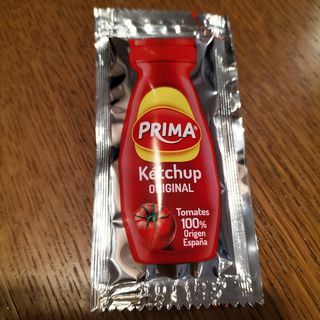 PRIMA®
Ketchup
ORIGINAL
Tomates
100%
Origen
España